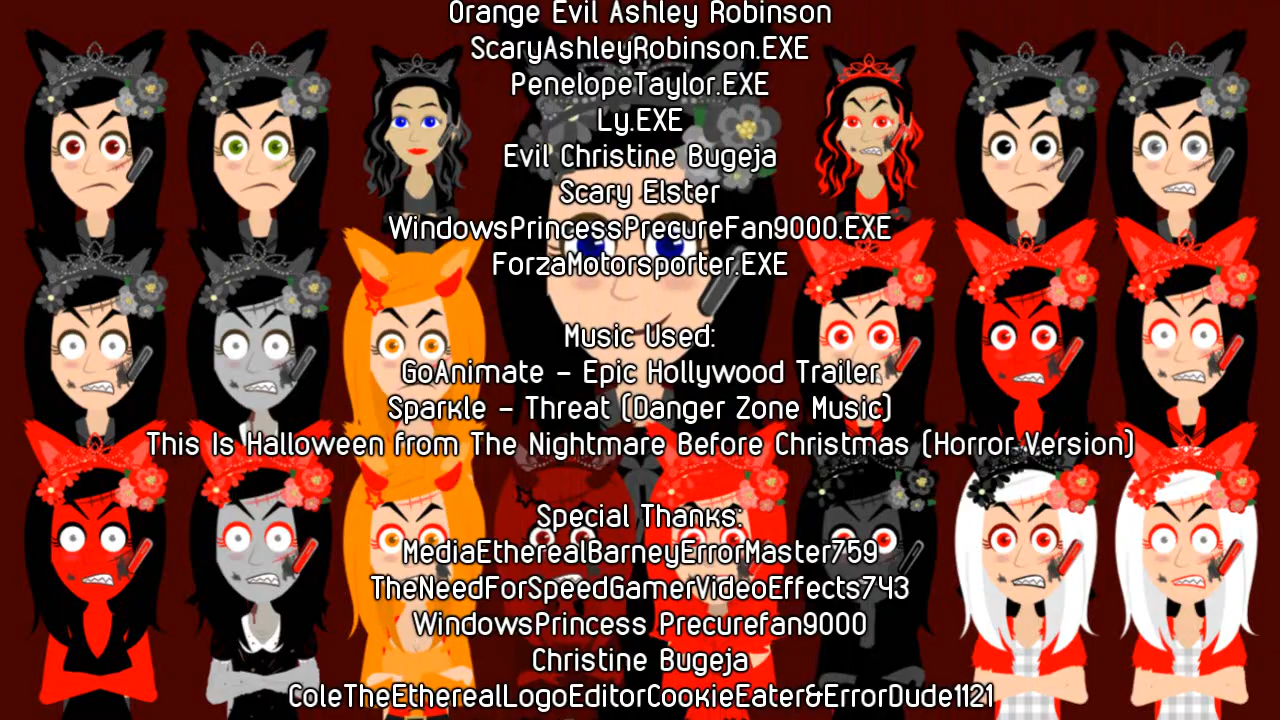 Orange Evil Ashley Robinson
ScaryAshleyRobinson.EXE
PenelopeTaylor.EXE
Ly.EXE
Evil Christine Bugeja
Scary Elster
WindowsPrincessPrecureFan9000.EXE
ForzaMotorsporter.EXE
Music Used:
GoAnimate - Epic Hollywood Trailer
Sparkle - Threat (Danger Zone Music)
This Is Halloween from The Nightmare Before Christmas (Horror Version)
Special Thanks:
MediaEtherealBarneyErrorMaster759
TheNeedForSpeedGamerVideoEffects743
WindowsPrincess Precurefan9000
Christine Bugeja
ColeTheEtherealLogoEditorCookieEater&ErrorDude1121